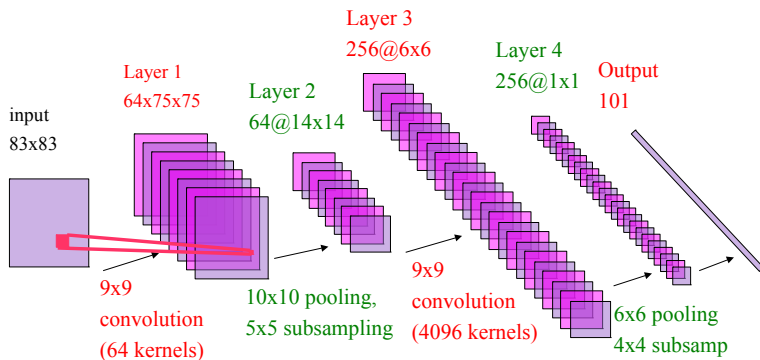 input
83x83
Layer 1
64x75x75
Layer 2
64@14x14
Layer 3
256@6x6
Layer 4
256@1x1
Output
101
9x9
convolution
(64 kernels)
10x10 pooling,
5x5 subsampling
9x9
convolution
(4096 kernels)
6x6 pooling
4x4 subsamp